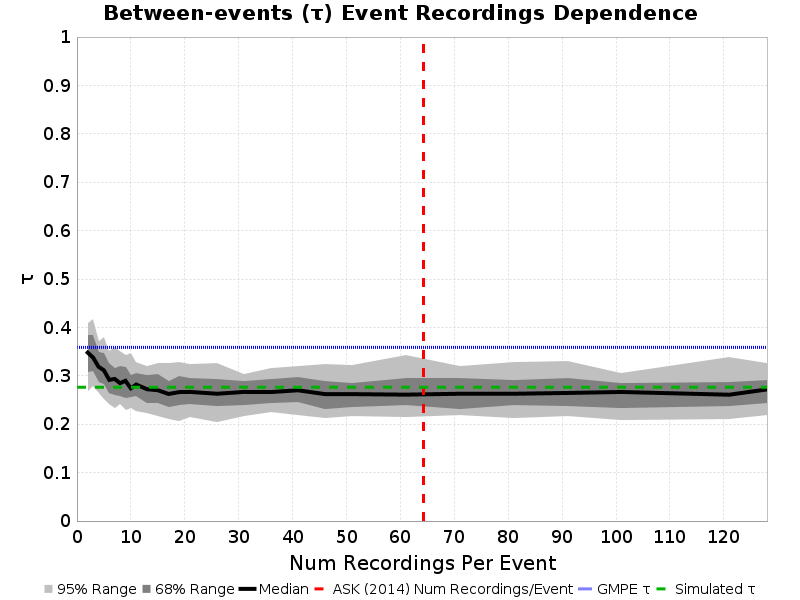 Between-events (τ) Event Recordings Dependence
1
0.9
0.8
0.7
0.6
0.5
0.4
0.3
0.2
0.1
0
τ
0 10 20 30 40 50 60 70 80 90 100 110 120
Num Recordings Per Event
95% Range 68% Range Median ASK (2014) Num Recordings/Event GMPE τ Simulated τ